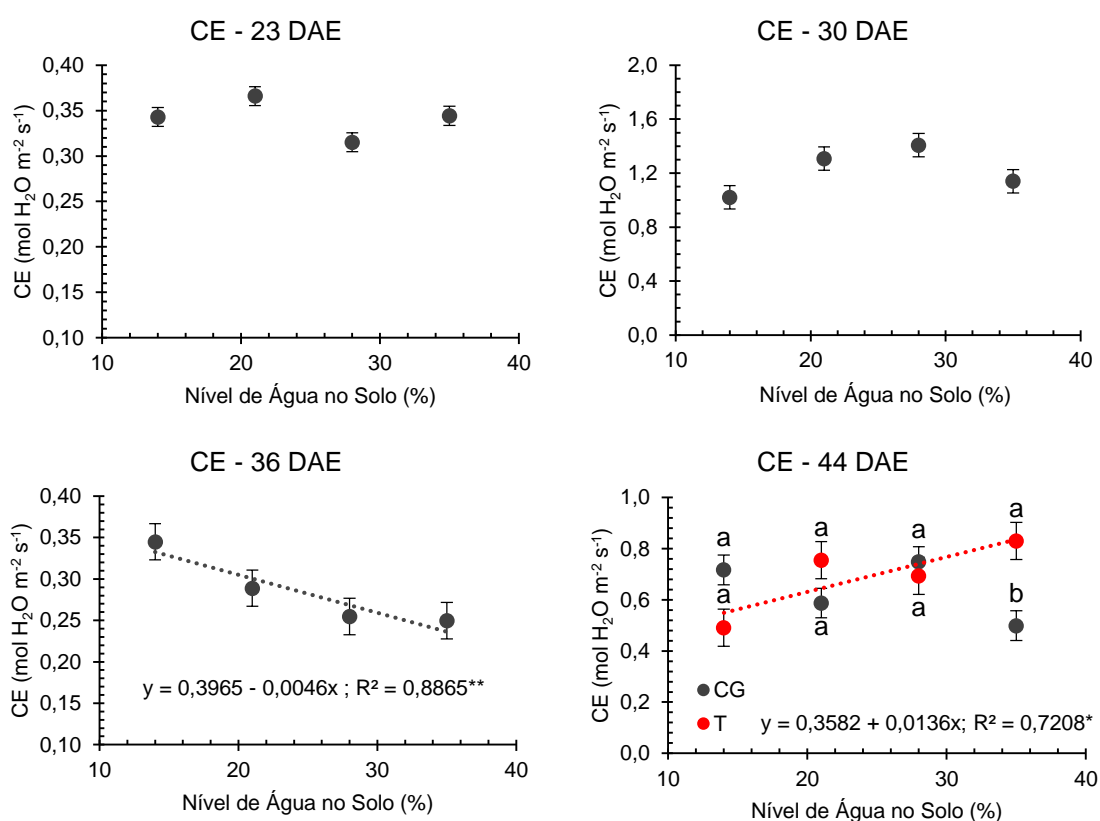 CE - 23 DAE
CE (mol H₂O m⁻² s⁻¹)
0,40
0,35
0,30
0,25
0,20
0,15
0,10
10 20 30 40
Nível de Água no Solo (%)
CE - 30 DAE
CE (mol H₂O m⁻² s⁻¹)
2,0
1,6
1,2
0,8
0,4
0,0
10 20 30 40
Nível de Água no Solo (%)
CE - 36 DAE
CE (mol H₂O m⁻² s⁻¹)
0,40
0,35
0,30
0,25
0,20
0,15
0,10
y = 0,3965 - 0,0046x ; R² = 0,8865**
10 20 30 40
Nível de Água no Solo (%)
CE - 44 DAE
CE (mol H₂O m⁻² s⁻¹)
1,0
0,8
0,6
0,4
0,2
0,0
a a a a
a a a b
CG
T y = 0,3582 + 0,0136x; R² = 0,7208*
10 20 30 40
Nível de Água no Solo (%)